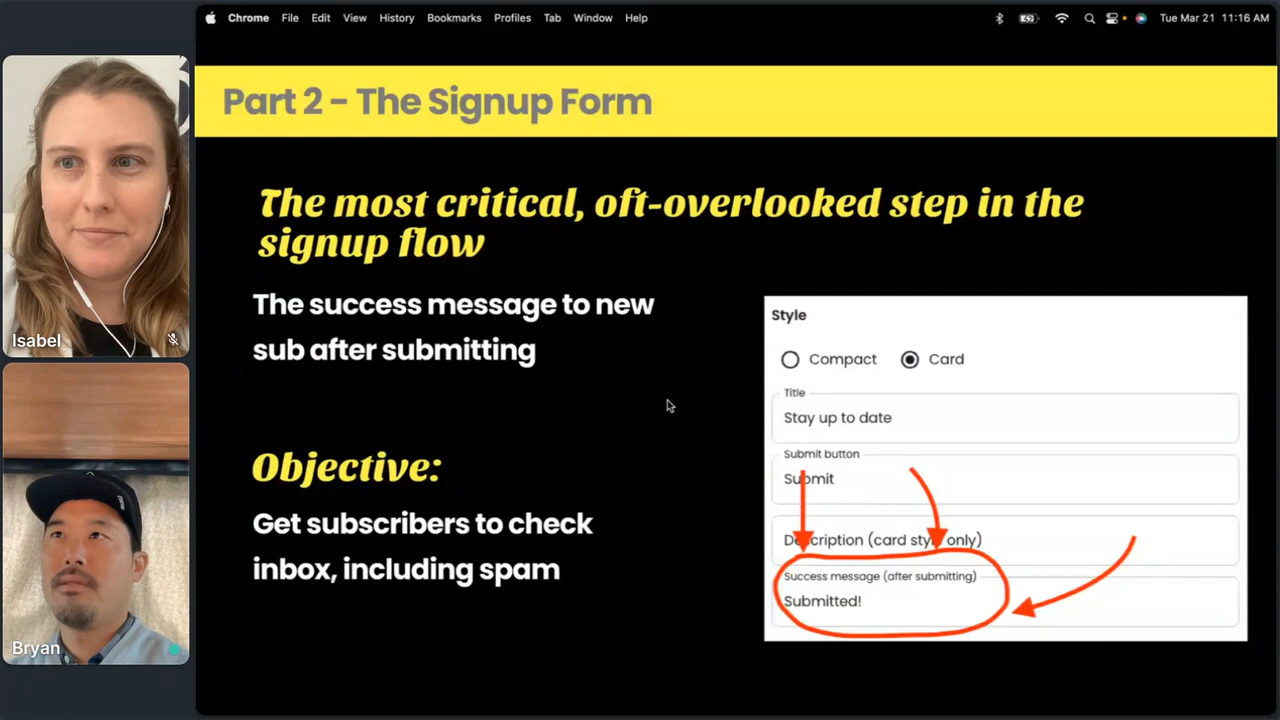 Chrome File Edit View History Bookmarks Profiles Tab Window Help
Tue Mar 21 11:16 AM
Part 2 - The Signup Form
The most critical, oft-overlooked step in the
signup flow
The success message to new
sub after submitting
Objective:
Get subscribers to check
inbox, including spam
Style
Compact Card
Title
Stay up to date
Submit button
Submit
Description (card style only)
Success message (after submitting)
Submitted!
Isabel
Bryan